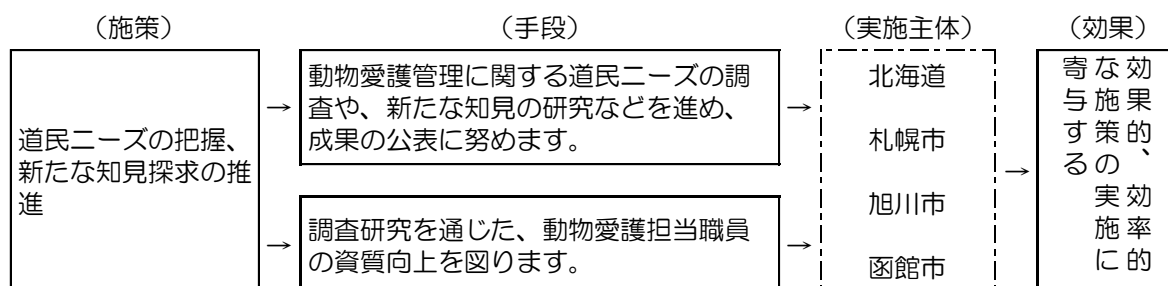 （施策）
（手段）
（実施主体）
（効果）
道民ニーズの把握、
新たな知見探求の推
進
→
動物愛護管理に関する道民ニーズの調
査や、新たな知見の研究などを進め、
成果の公表に努めます。
→
→
調査研究を通じた、動物愛護担当職員
の資質向上を図ります。
→
北海道
札幌市
旭川市
函館市
→
効果的、効率的
な施策の実施に
寄与する